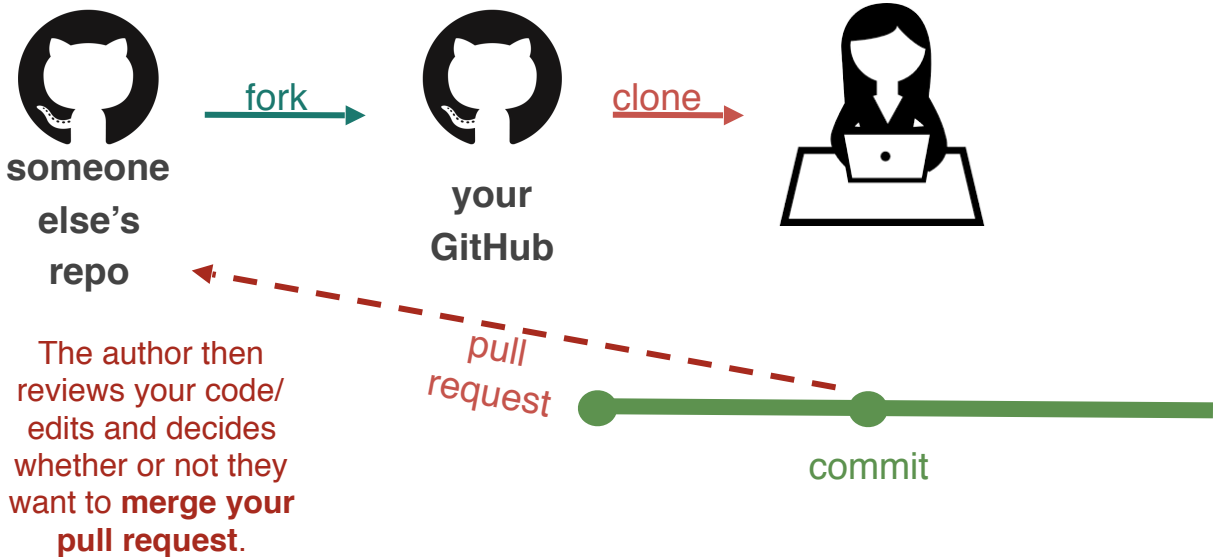 fork
clone
someone
else’s
repo
your
GitHub
pull
request
commit
The author then
reviews your code/
edits and decides
whether or not they
want to merge your
pull request.